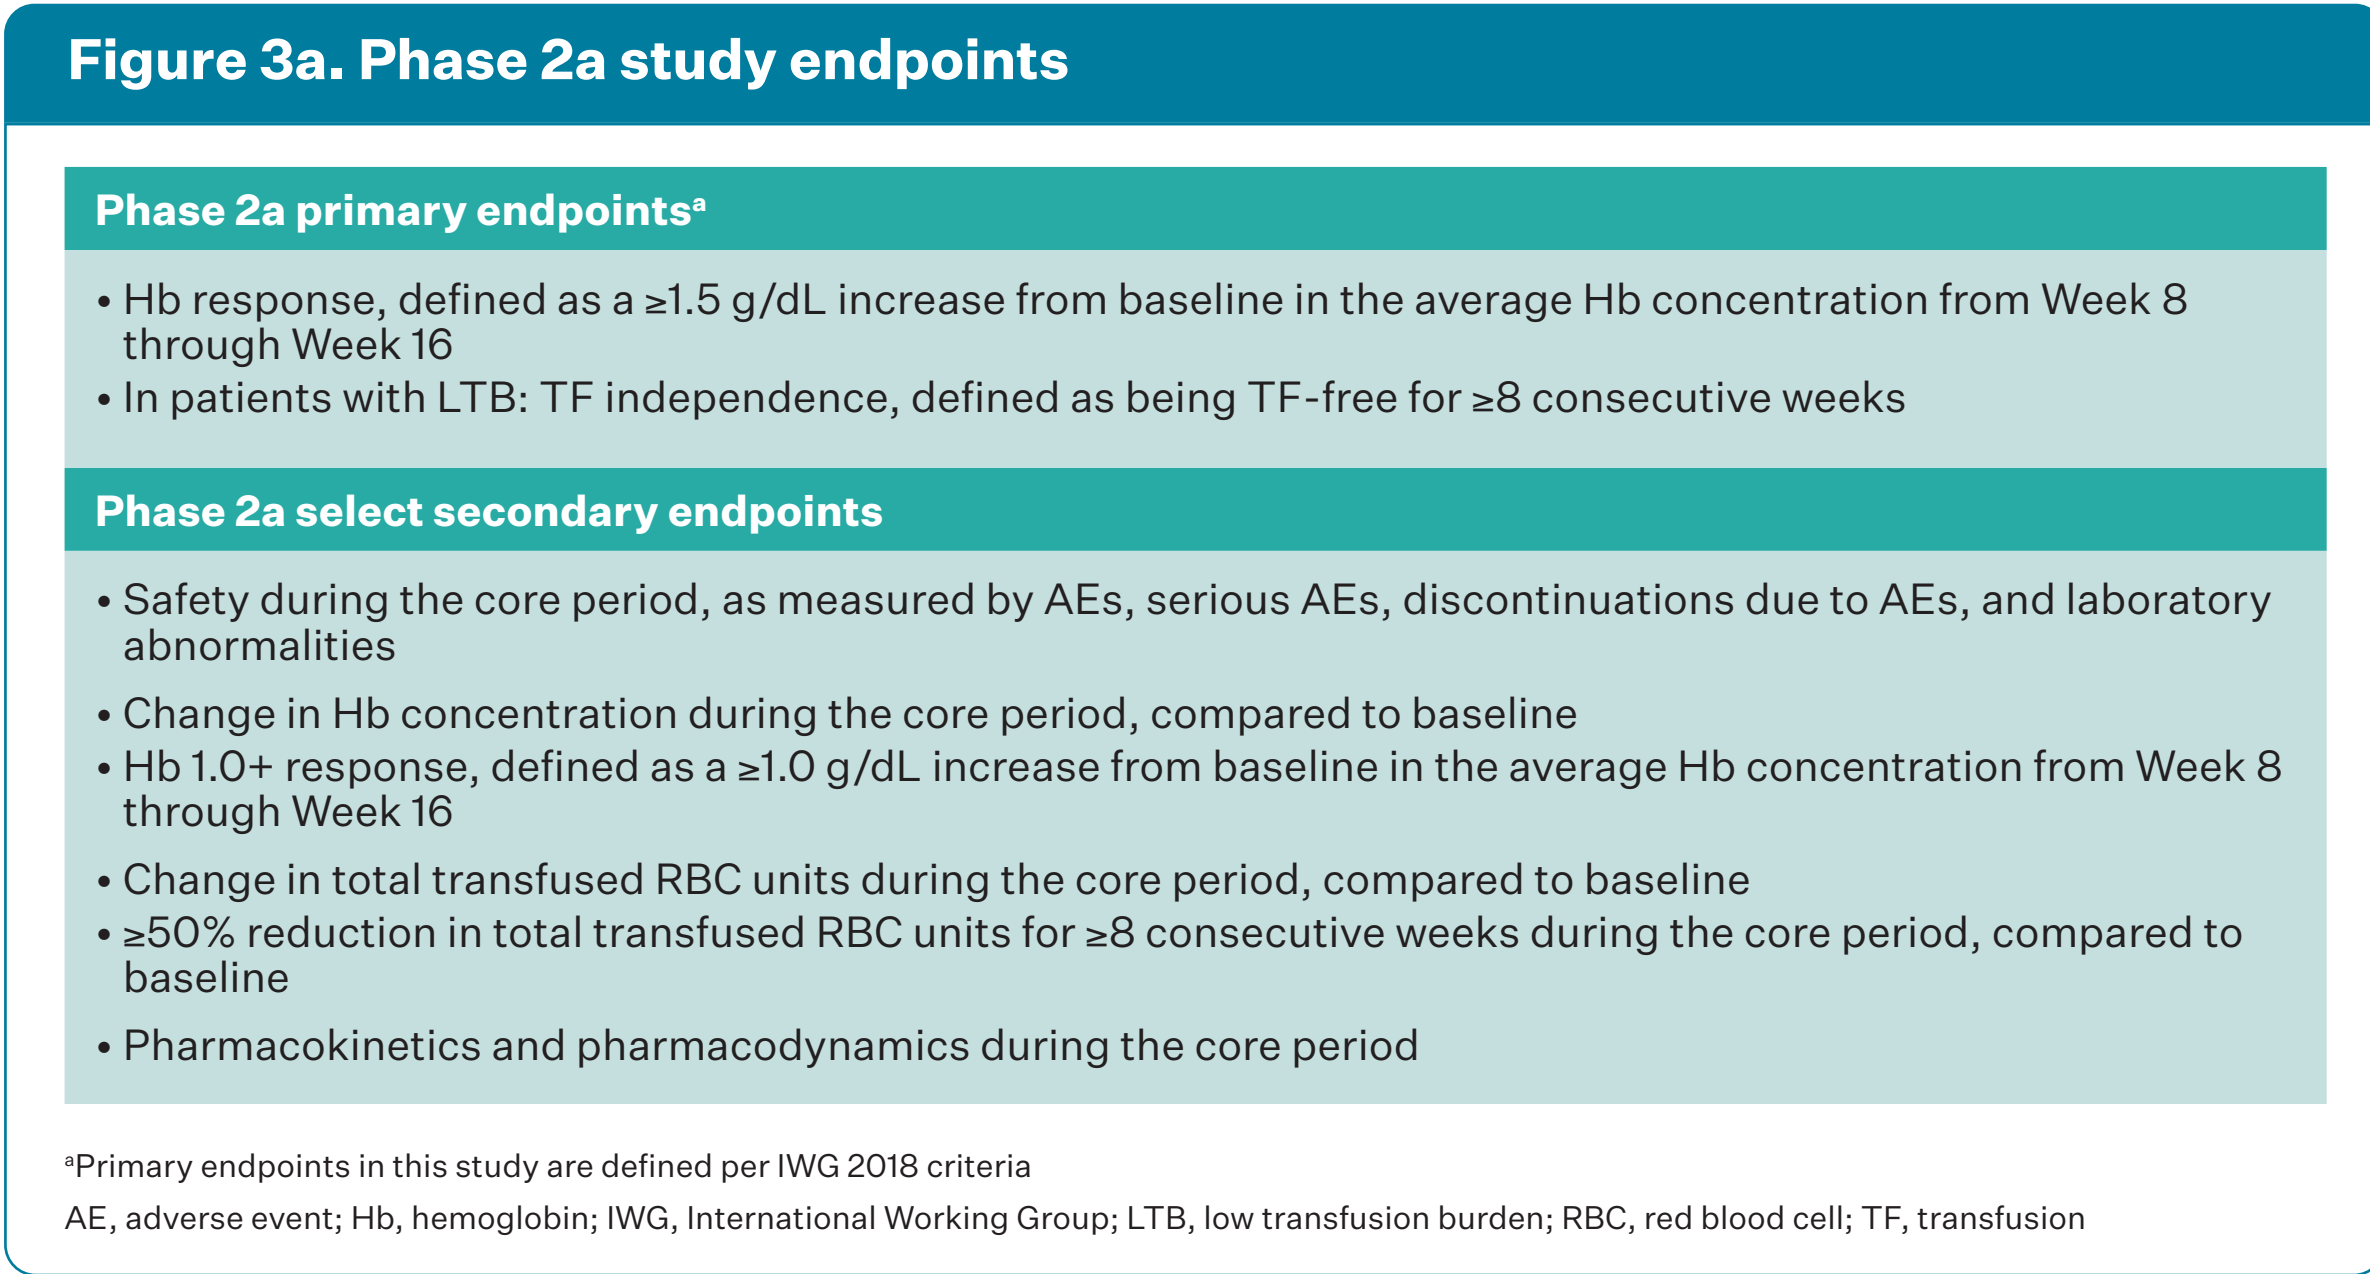 Figure 3a. Phase 2a study endpoints
Phase 2a primary endpointsᵃ
• Hb response, defined as a ≥1.5 g/dL increase from baseline in the average Hb concentration from Week 8
through Week 16
• In patients with LTB: TF independence, defined as being TF-free for ≥8 consecutive weeks
Phase 2a select secondary endpoints
• Safety during the core period, as measured by AEs, serious AEs, discontinuations due to AEs, and laboratory
abnormalities
• Change in Hb concentration during the core period, compared to baseline
• Hb 1.0+ response, defined as a ≥1.0 g/dL increase from baseline in the average Hb concentration from Week 8
through Week 16
• Change in total transfused RBC units during the core period, compared to baseline
• ≥50% reduction in total transfused RBC units for ≥8 consecutive weeks during the core period, compared to
baseline
• Pharmacokinetics and pharmacodynamics during the core period
ᵃPrimary endpoints in this study are defined per IWG 2018 criteria
AE, adverse event; Hb, hemoglobin; IWG, International Working Group; LTB, low transfusion burden; RBC, red blood cell; TF, transfusion